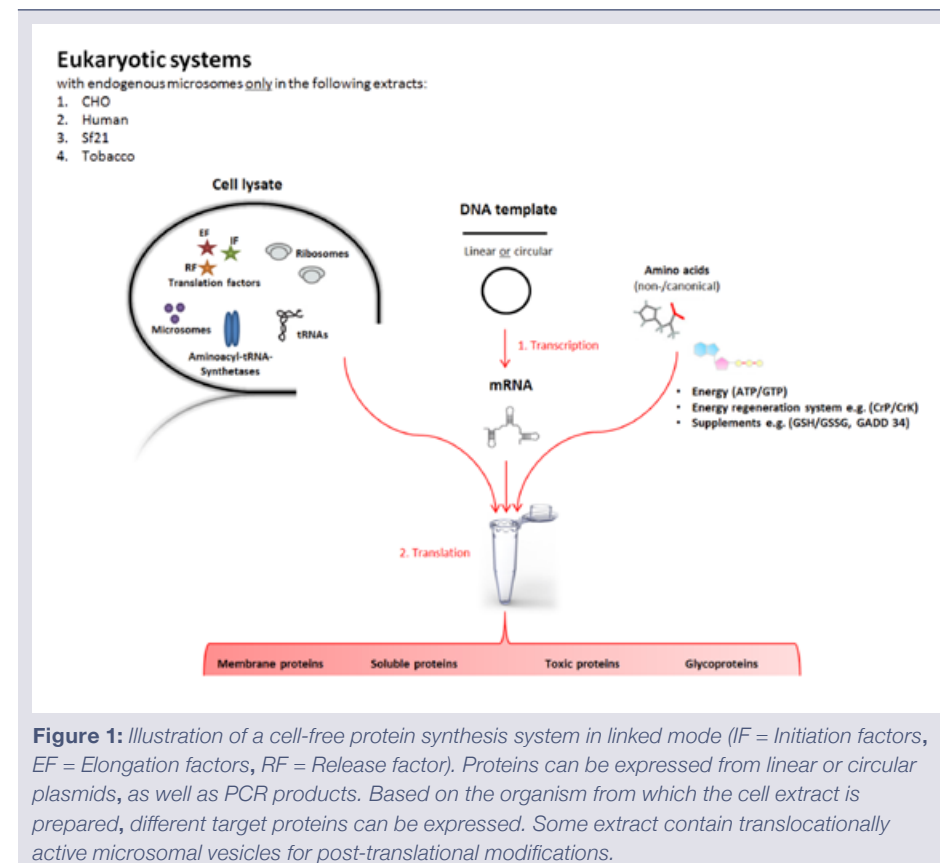 Eukaryotic systems
with endogenous microsomes only in the following extracts:
1. CHO
2. Human
3. Sf21
4. Tobacco
Cell lysate
EF
IF
RF
Translation factors
Ribosomes
Microsomes
Aminoacyl-tRNA-
Synthetases
tRNAs
DNA template
Linear or circular
1. Transcription
mRNA
Amino acids
(non-/canonical)
• Energy (ATP/GTP)
• Energy regeneration system e.g. (CrP/CrK)
• Supplements e.g. (GSH/GSSG, GADD 34)
2. Translation
Membrane proteins
Soluble proteins
Toxic proteins
Glycoproteins
Figure 1: Illustration of a cell-free protein synthesis system in linked mode (IF = Initiation factors,
EF = Elongation factors, RF = Release factor). Proteins can be expressed from linear or circular
plasmids, as well as PCR products. Based on the organism from which the cell extract is
prepared, different target proteins can be expressed. Some extract contain translocationally
active microsomal vesicles for post-translational modifications.